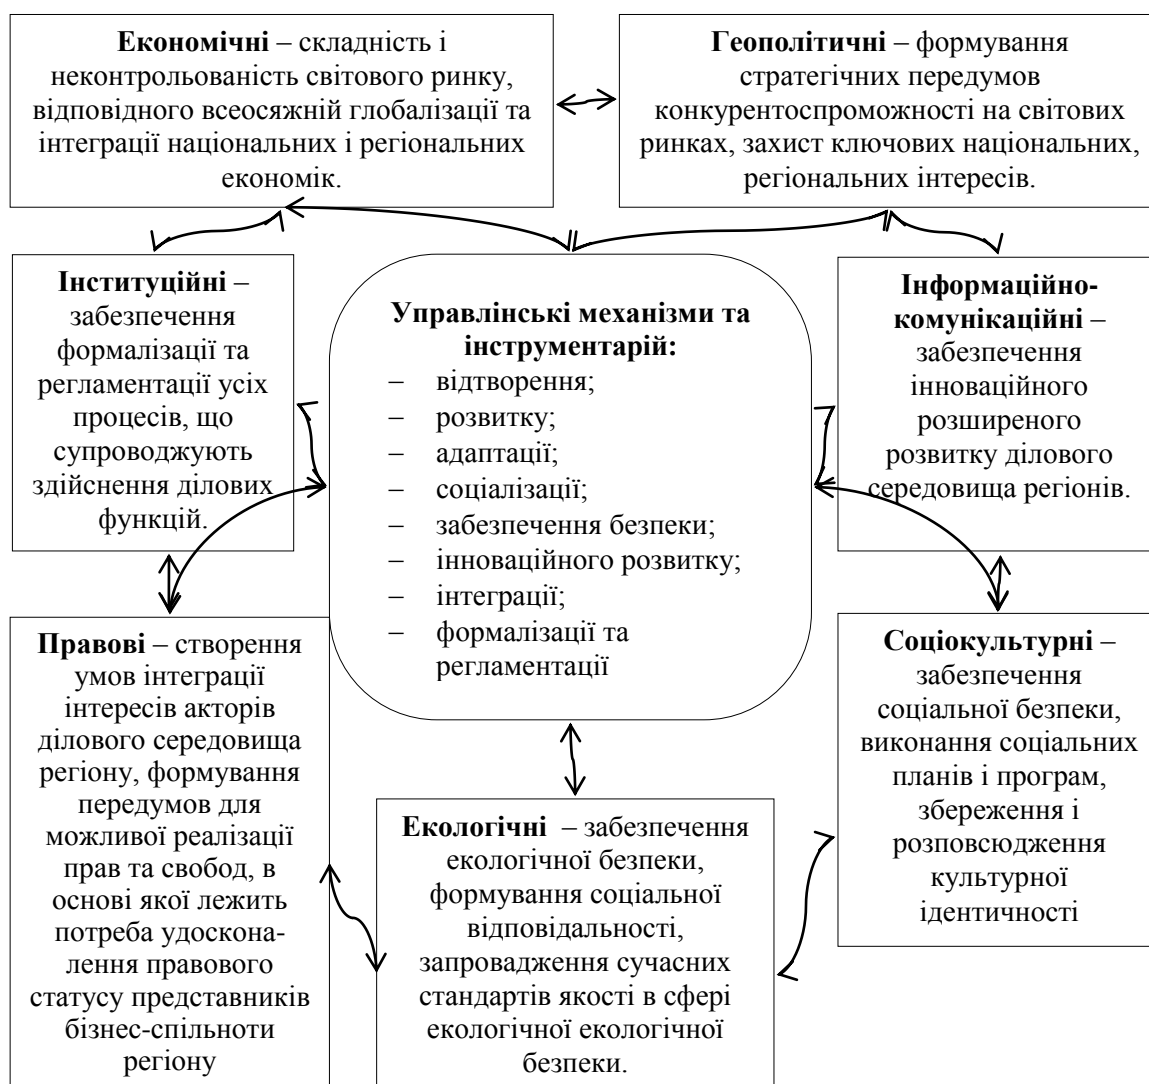 Економічні – складність і
неконтрольованість світового ринку,
відповідного всеосяжній глобалізації та
інтеграції національних і регіональних
економік.
Геополітичні – формування
стратегічних передумов
конкурентоспроможності на світових
ринках, захист ключових національних,
регіональних інтересів.
Інституційні –
забезпечення
формалізації та
регламентації усіх
процесів, що
супроводжують
здійснення ділових
функцій.
Управлінські механізми та
інструментарій:
– відтворення;
– розвитку;
– адаптації;
– соціалізації;
– забезпечення безпеки;
– інноваційного розвитку;
– інтеграції;
– формалізації та
регламентації
Інформаційно-
комунікаційні –
забезпечення
інноваційного
розширеного
розвитку ділового
середовища регіонів.
Правові – створення
умов інтеграції
інтересів акторів
ділового середовища
регіону, формування
передумов для
можливої реалізації
прав та свобод, в
основі якої лежить
потреба удоскона-
лення правового
статусу представників
бізнес-спільноти
регіону
Екологічні – забезпечення
екологічної безпеки,
формування соціальної
відповідальності,
запровадження сучасних
стандартів якості в сфері
екологічної екологічної
безпеки.
Соціокультурні –
забезпечення
соціальної безпеки,
виконання соціальних
планів і програм,
збереження і
розповсюдження
культурної
ідентичності